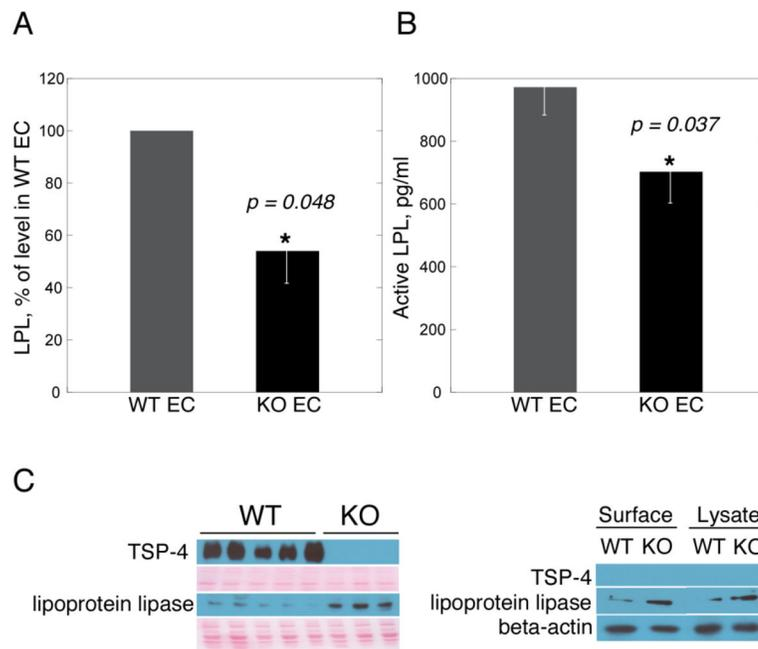 A
B
120
100
80
60
40
20
0
LPL, % of level in WT EC
p = 0.048
*
WT EC
KO EC
1000
800
600
400
200
0
Active LPL, pg/ml
p = 0.037
*
WT EC
KO EC
C
WT KO
TSP-4
lipoprotein lipase
Surface Lysate
WT KO WT KO
TSP-4
lipoprotein lipase
beta-actin